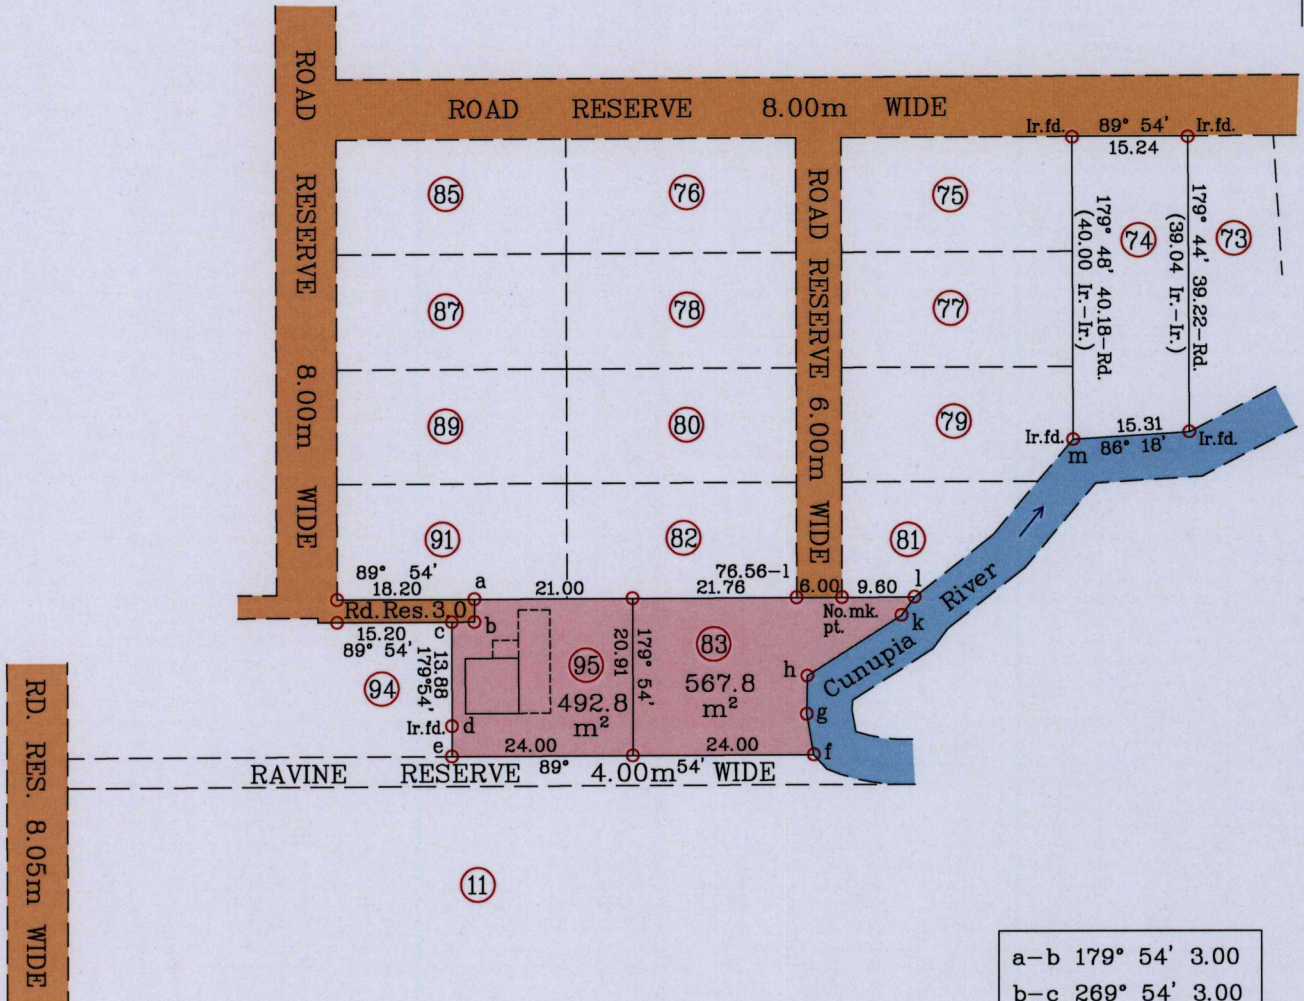 ROAD RESERVE 8.00m WIDE
ROAD RESERVE 8.00m WIDE
Ir.fd. 89° 54' Ir.fd.
15.24
85
76
75
ROAD RESERVE 6.00m WIDE
179° 48' 40.18-Rd.
(40.00 Ir.-Ir.)
74
179° 44' 39.22-Rd.
(39.04 Ir.-Ir.)
73
87
78
77
89
80
79
Ir.fd. 15.31 Ir.fd.
m 86° 18'
91
82
81
89° 54'
18.20
a
21.00
76.56-l
21.76
6.00
9.60
l
Rd.Res.3.0
No.mk.
pt.
k
Cunupia River
15.20
89° 54'
c
b
13.88
179°54'
94
95
492.8
m²
20.91
179° 54'
83
567.8
m²
h
g
Ir.fd.
d
e
24.00
24.00
f
89° 54'
RAVINE RESERVE 4.00m WIDE
RD. RES. 8.05m WIDE
11
a-b 179° 54' 3.00
b-c 269° 54' 3.00